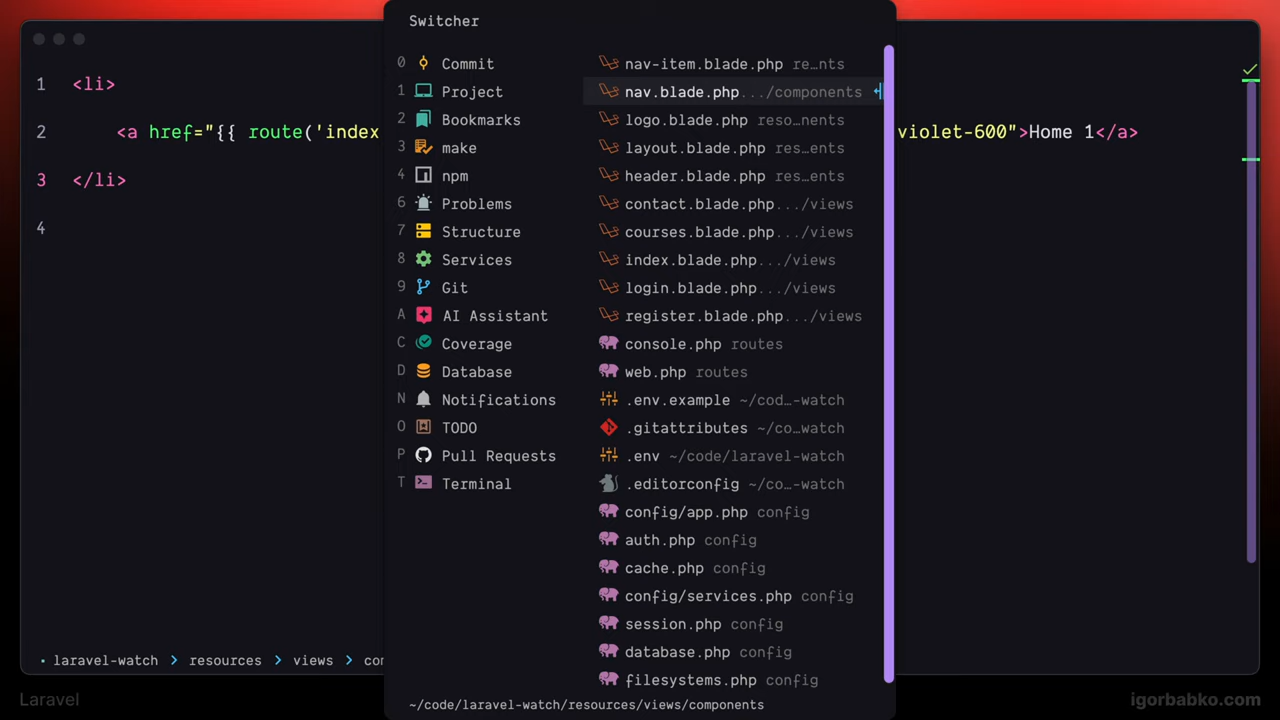 Switcher
0 Commit
1 Project
2 Bookmarks
3 make
4 npm
6 Problems
7 Structure
8 Services
9 Git
A AI Assistant
C Coverage
D Database
N Notifications
O TODO
P Pull Requests
T Terminal
nav-item.blade.php re…nts
nav.blade.php .../components
logo.blade.php reso…nents
layout.blade.php res…ents
header.blade.php res…ents
contact.blade.php .../views
courses.blade.php .../views
index.blade.php .../views
login.blade.php .../views
register.blade.php .../views
console.php routes
web.php routes
.env.example ~/cod…-watch
.gitattributes ~/co…watch
.env ~/code/laravel-watch
.editorconfig ~/co…-watch
config/app.php config
auth.php config
cache.php config
config/services.php config
session.php config
database.php config
filesystems.php config
~/code/laravel-watch/resources/views/components
1 <li>
2 <a href="{{ route('index violet-600">Home 1</a>
3 </li>
4
laravel-watch > resources > views > com
Laravel
igorbabko.com